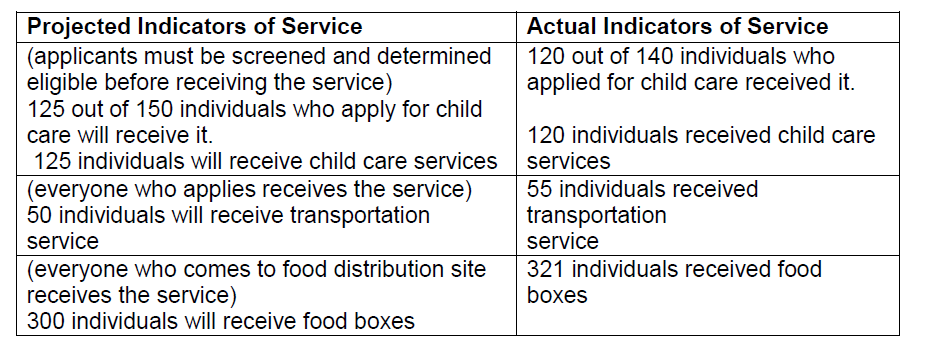 Projected Indicators of Service
Actual Indicators of Service
(applicants must be screened and determined
eligible before receiving the service)
125 out of 150 individuals who apply for child
care will receive it.
125 individuals will receive child care services
120 out of 140 individuals who
applied for child care received it.
120 individuals received child care
services
(everyone who applies receives the service)
50 individuals will receive transportation
service
55 individuals received
transportation
service
(everyone who comes to food distribution site
receives the service)
300 individuals will receive food boxes
321 individuals received food
boxes